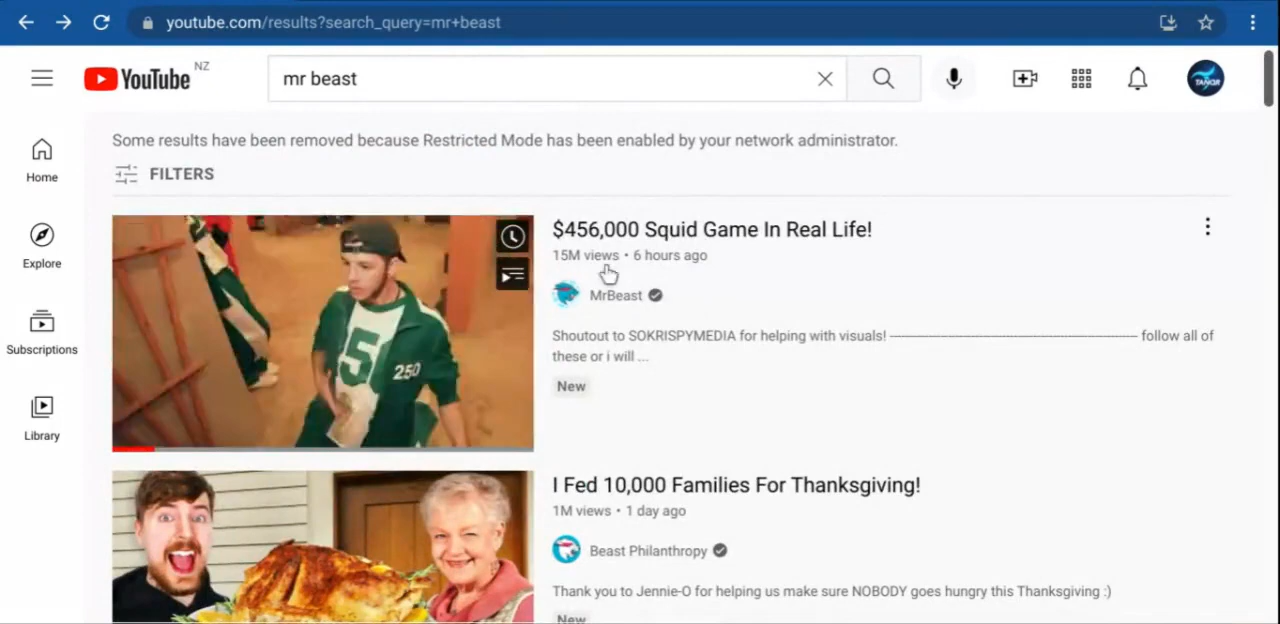 youtube.com/results?search_query=mr+beast
YouTube NZ
mr beast
TANQR
Some results have been removed because Restricted Mode has been enabled by your network administrator.
FILTERS
Home
Explore
Subscriptions
Library
5
250
$456,000 Squid Game In Real Life!
15M views • 6 hours ago
MrBeast
Shoutout to SOKRISPYMEDIA for helping with visuals! ---------------------------------------------------------------- follow all of
these or i will ...
New
I Fed 10,000 Families For Thanksgiving!
1M views • 1 day ago
Beast Philanthropy
Thank you to Jennie-O for helping us make sure NOBODY goes hungry this Thanksgiving :)
New